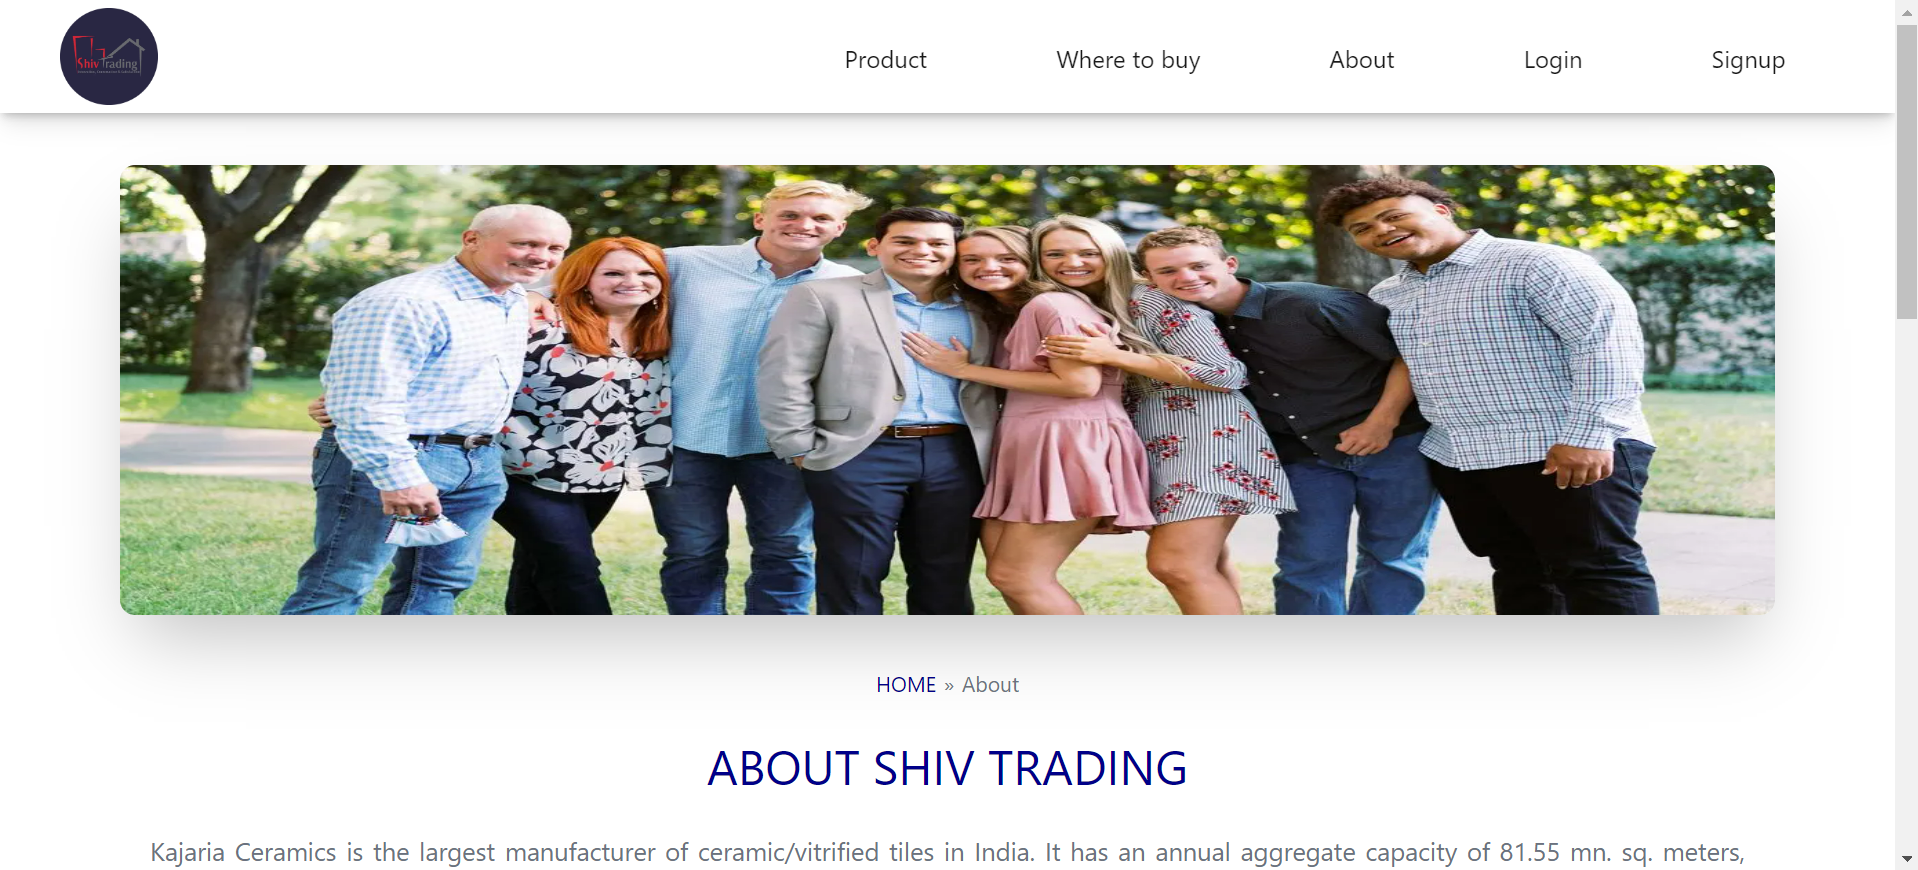 Shiv Trading
Product
Where to buy
About
Login
Signup
HOME » About
ABOUT SHIV TRADING
Kajaria Ceramics is the largest manufacturer of ceramic/vitrified tiles in India. It has an annual aggregate capacity of 81.55 mn. sq. meters,